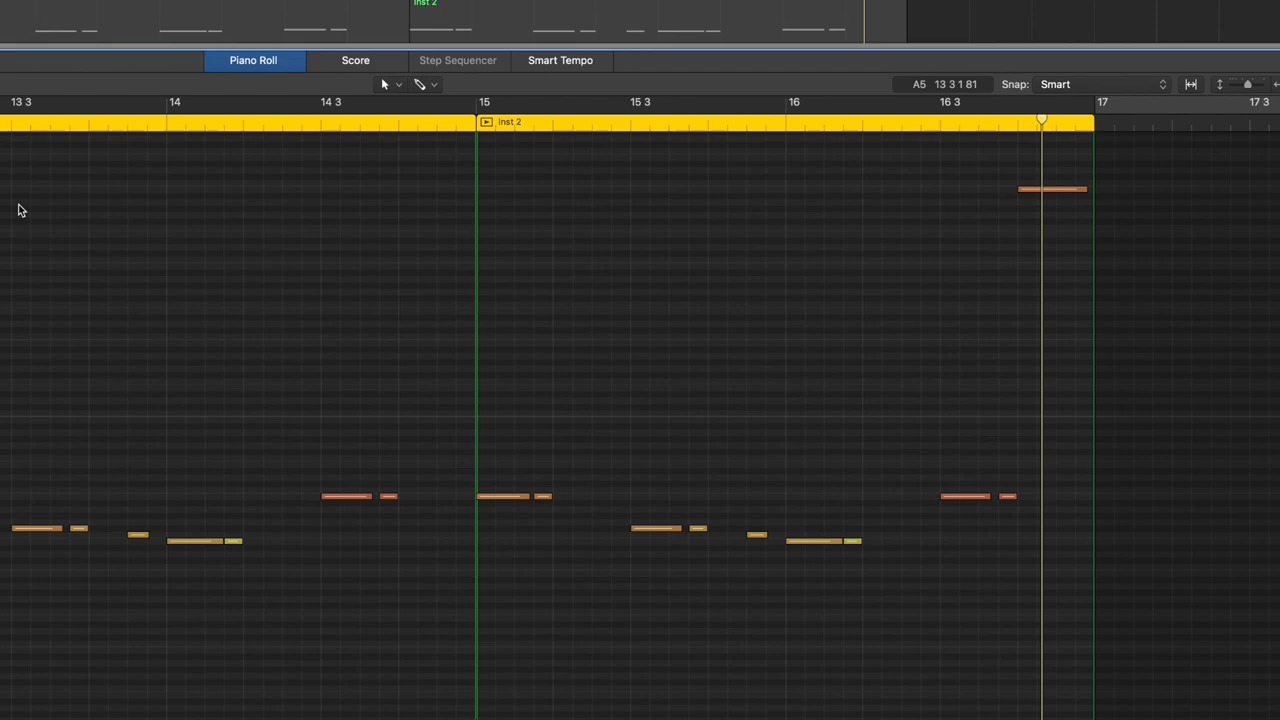 Inst 2
Piano Roll Score Step Sequencer Smart Tempo
A5 13 3 1 81 Snap: Smart
13 3 14 14 3 15 15 3 16 16 3 17 17 3
Inst 2